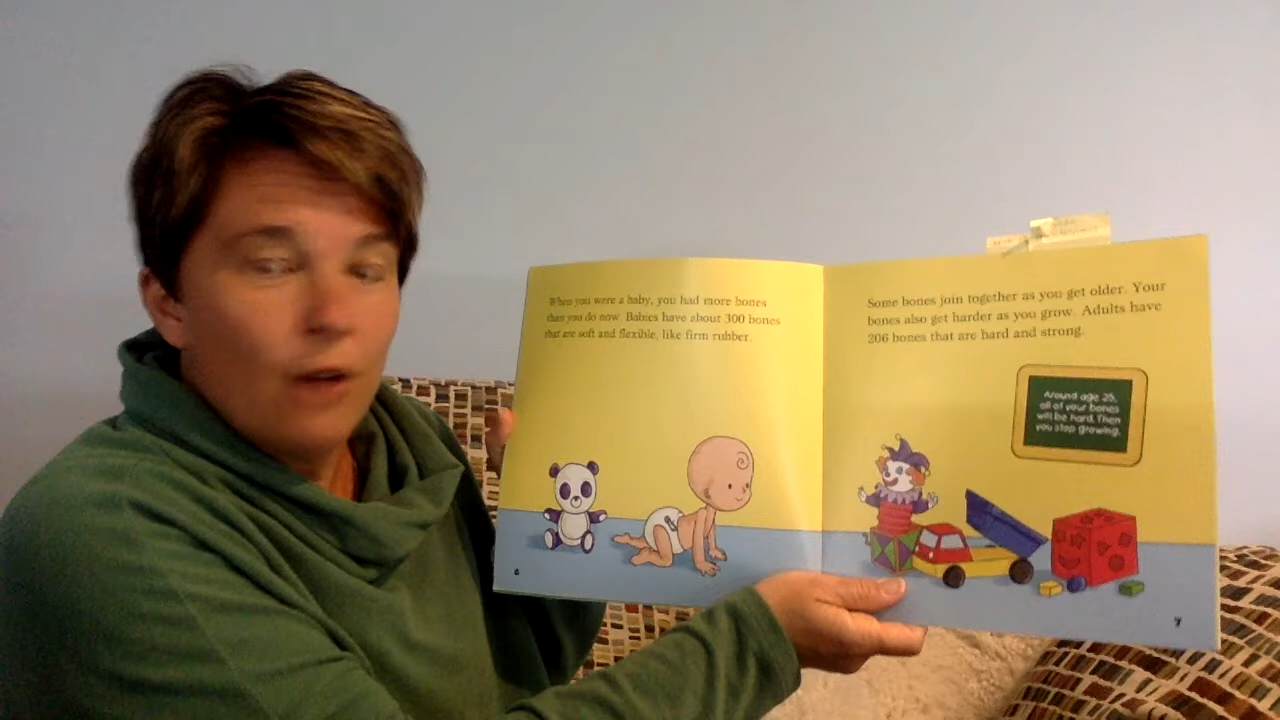 When you were a baby, you had more bones
than you do now. Babies have about 300 bones
that are soft and flexible, like firm rubber.
6
Some bones join together as you get older. Your
bones also get harder as you grow. Adults have
206 bones that are hard and strong.
Around age 25,
all of your bones
will be hard. Then
you stop growing.
7